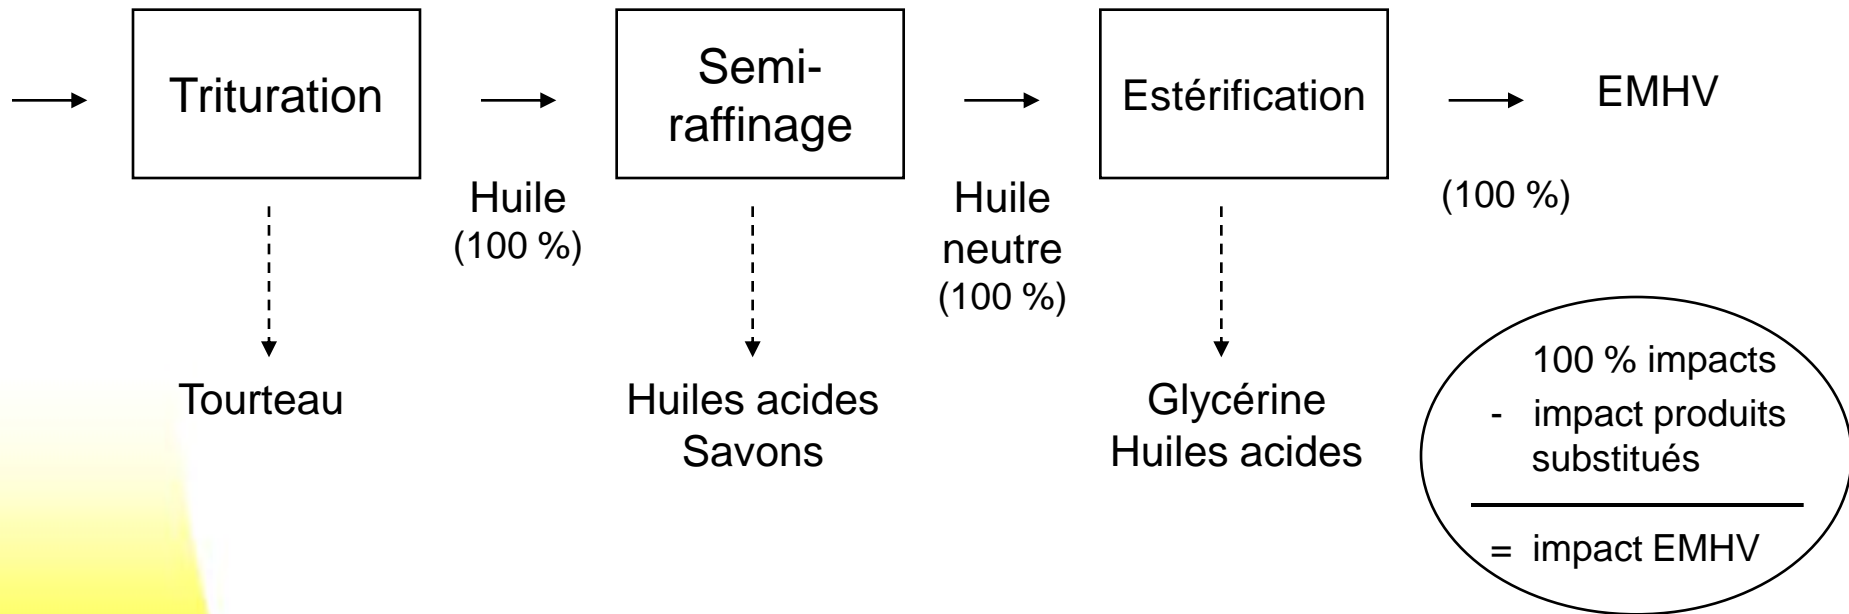 Trituration
Semi-
raffinage
Estérification
EMHV
Huile
(100 %)
Huile
neutre
(100 %)
(100 %)
Tourteau
Huiles acides
Savons
Glycérine
Huiles acides
100 % impacts
- impact produits
substitués
= impact EMHV